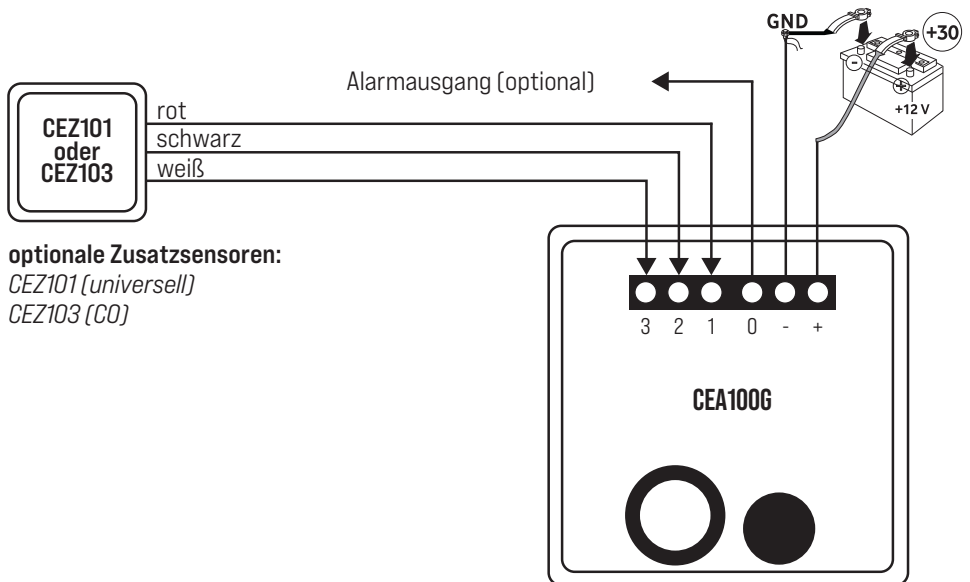 GND
+30
-
+
+12 V
Alarmausgang (optional)
CEZ101
oder
CEZ103
rot
schwarz
weiß
optionale Zusatzsensoren:
CEZ101 (universell)
CEZ103 (CO)
3 2 1 0 - +
CEA100G